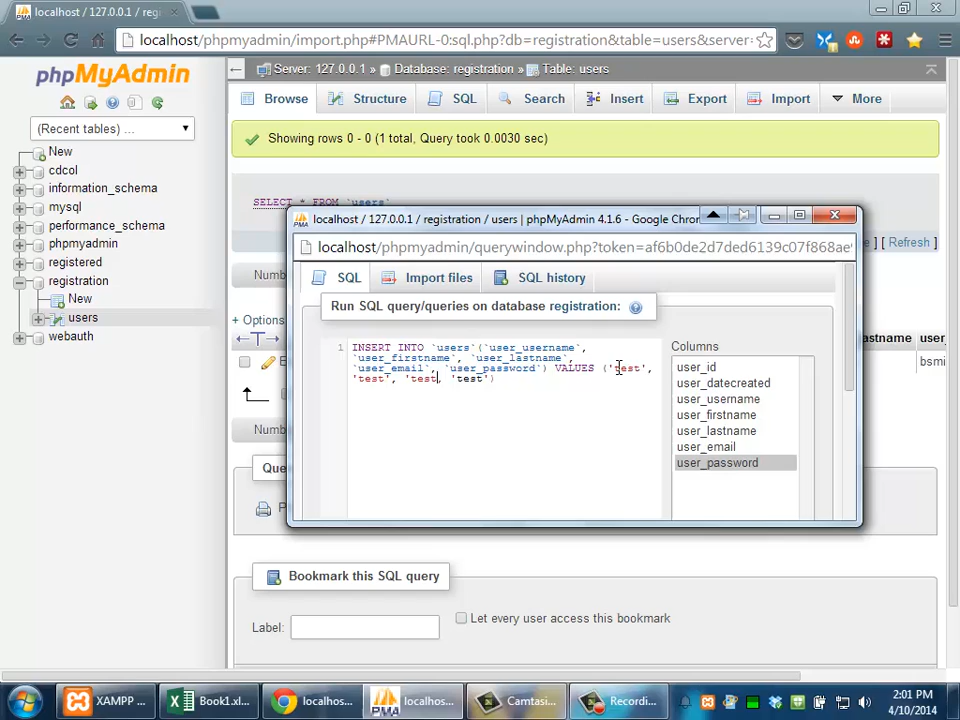 localhost / 127.0.0.1 / regi
localhost/phpmyadmin/import.php#PMAURL-0:sql.php?db=registration&table=users&server=
phpMyAdmin
(Recent tables) ...
New
cdcol
information_schema
mysql
performance_schema
phpmyadmin
registered
registration
New
users
webauth
Server: 127.0.0.1 » Database: registration » Table: users
Browse Structure SQL Search Insert Export Import More
Showing rows 0 - 0 (1 total, Query took 0.0030 sec)
SELECT * FROM `users`
] [ Refresh ]
+ Options
user_
bsmi
localhost / 127.0.0.1 / registration / users | phpMyAdmin 4.1.6 - Google Chror
localhost/phpmyadmin/querywindow.php?token=af6b0de2d7ded6139c07f868ae
SQL Import files SQL history
Run SQL query/queries on database registration:
1 INSERT INTO `users`(`user_username`,
`user_firstname`, `user_lastname`,
`user_email`, `user_password`) VALUES ('test',
'test', 'test, 'test')
Columns
user_id
user_datecreated
user_username
user_firstname
user_lastname
user_email
user_password
Bookmark this SQL query
Label:
Let every user access this bookmark
XAMPP
Book1.xl...
localhos...
localhos...
Camtasi...
Recordi...
2:01 PM
4/10/2014